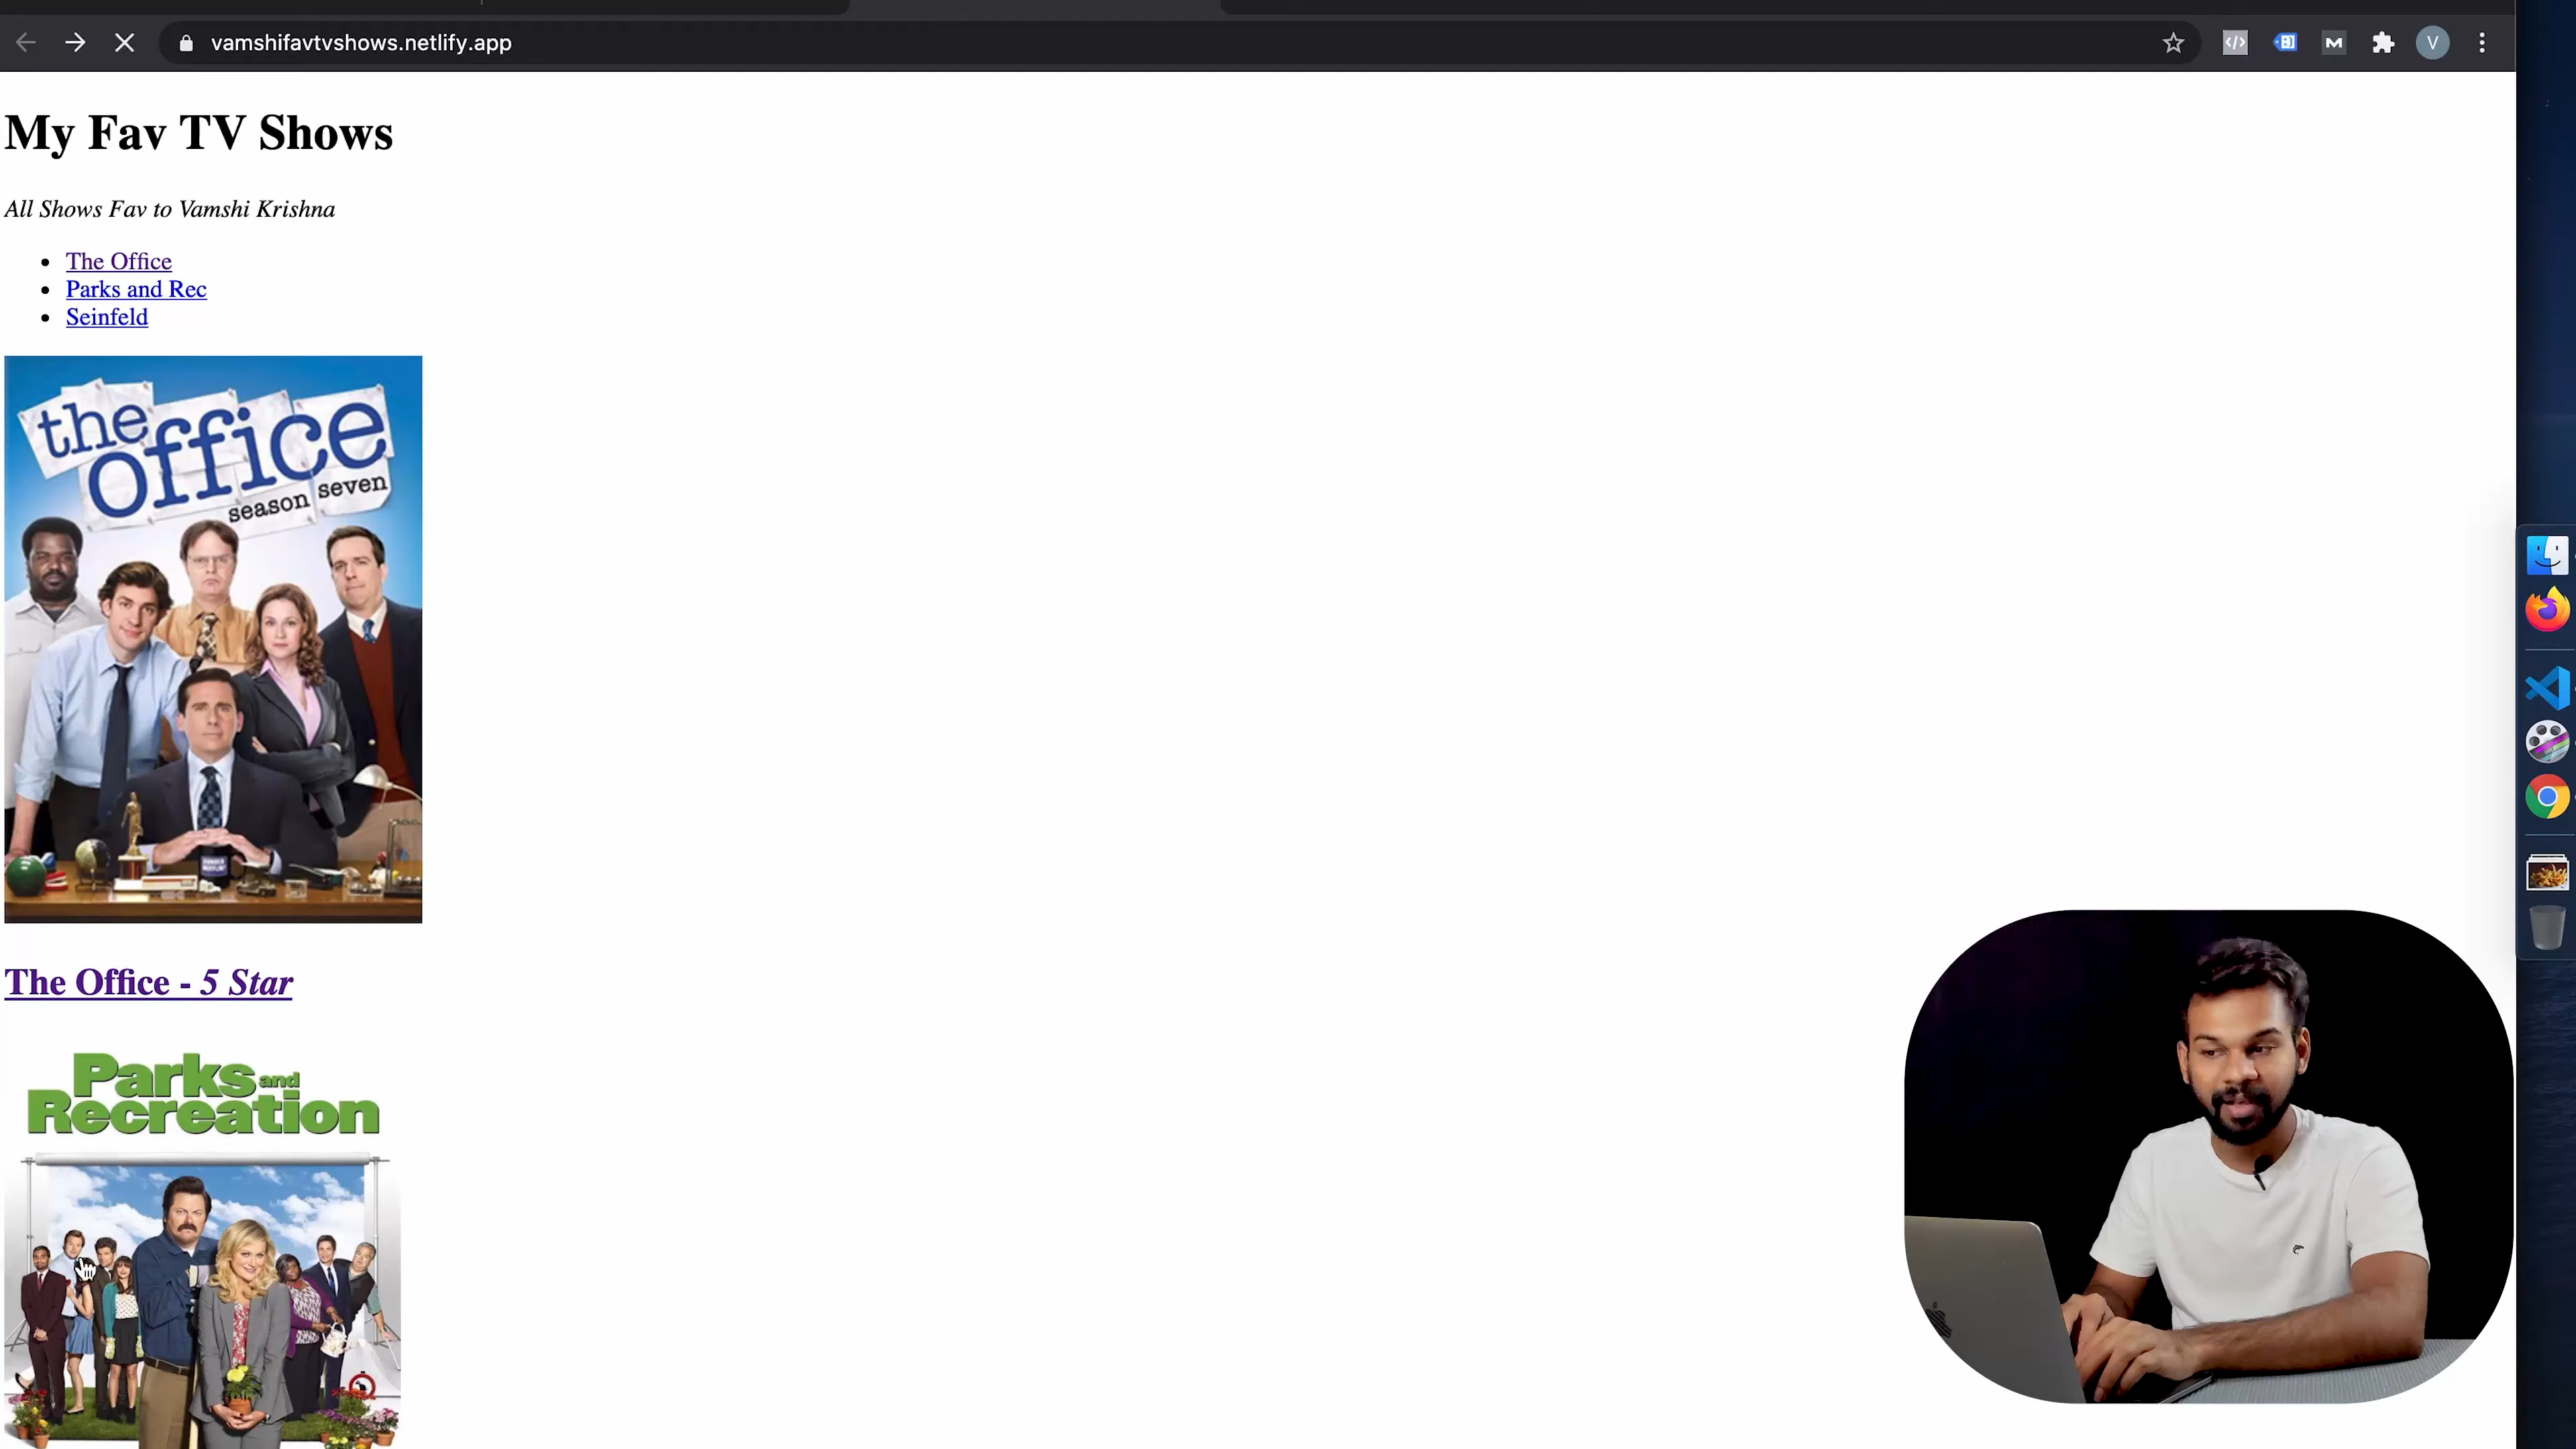 vamshifavtvshows.netlify.app
V
My Fav TV Shows
All Shows Fav to Vamshi Krishna
The Office
Parks and Rec
Seinfeld
the office
season seven
The Office - 5 Star
Parks and
Recreation